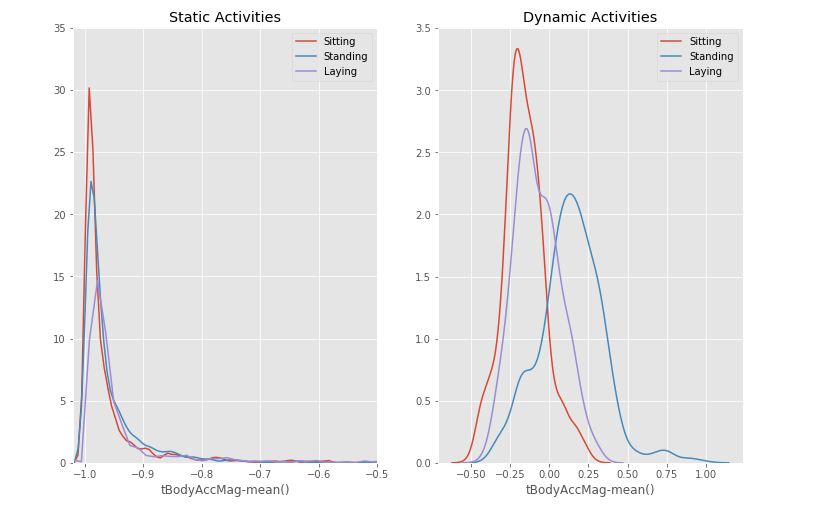 Static Activities
35
30
25
20
15
10
5
0
−1.0 −0.9 −0.8 −0.7 −0.6 −0.5
tBodyAccMag-mean()
Sitting
Standing
Laying
Dynamic Activities
3.5
3.0
2.5
2.0
1.5
1.0
0.5
0.0
−0.50 −0.25 0.00 0.25 0.50 0.75 1.00
tBodyAccMag-mean()
Sitting
Standing
Laying